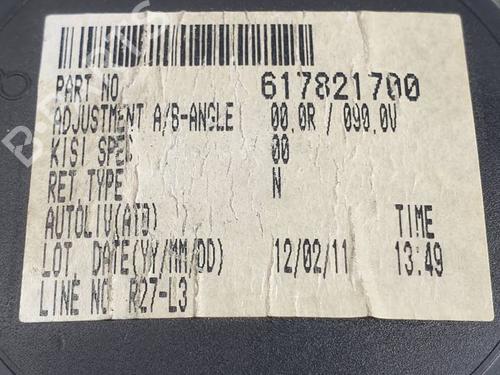 PART NO. 617821700
ADJUSTMENT A/B-ANGLE 00.0R / 090.0V
KISI SPEC 00
RET TYPE N
AUTOLIV(ATD) TIME
LOT. DATE(YY/MM/DD) 12/02/11 13:49
LINE NO. R27-L3